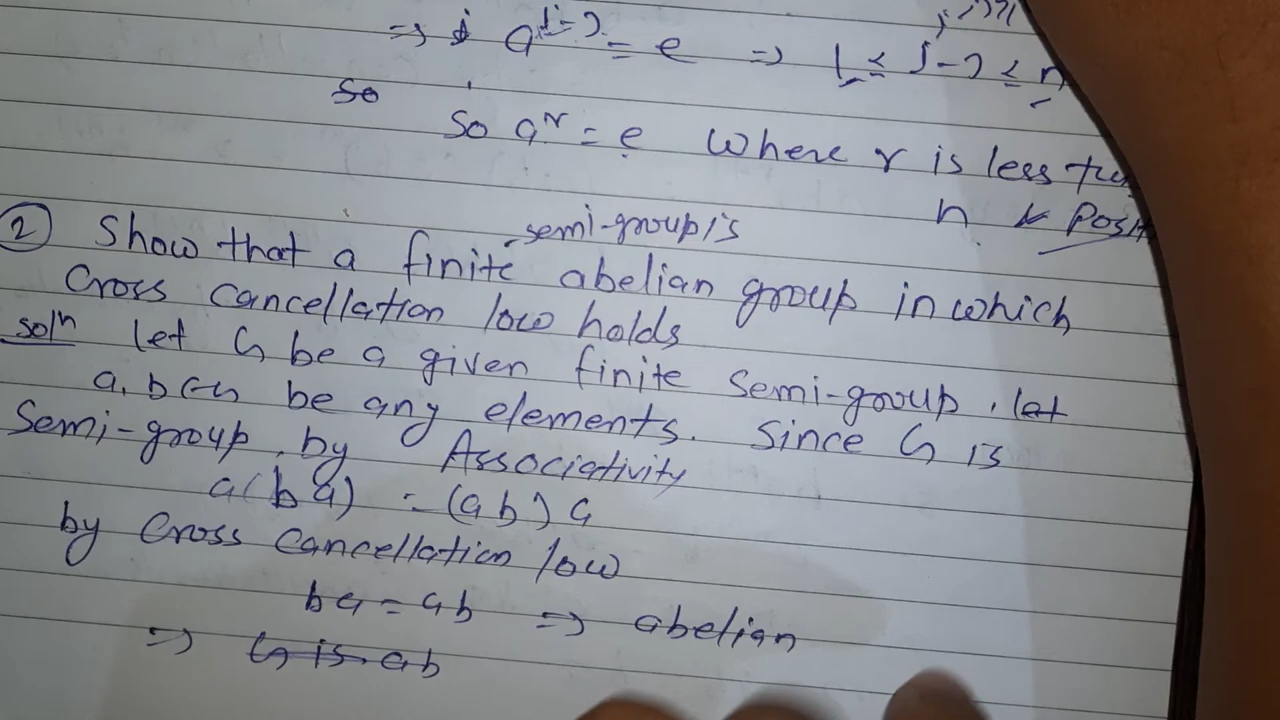 ⇒ a^{j-i} = e ⇒ 1 ≤ j-i ≤ n
so
So a^r = e where r is less
n & Posi
② Show that a finite semi-group is abelian group in which
Cross cancellation low holds
solⁿ let G be a given finite semi-group, let
a, b ∈ G be any elements. Since G is
Semi-group, by Associativity
a(ba) = (ab)a
by Cross Cancellation low
ba = ab ⇒ abelian
⇒ G is ab